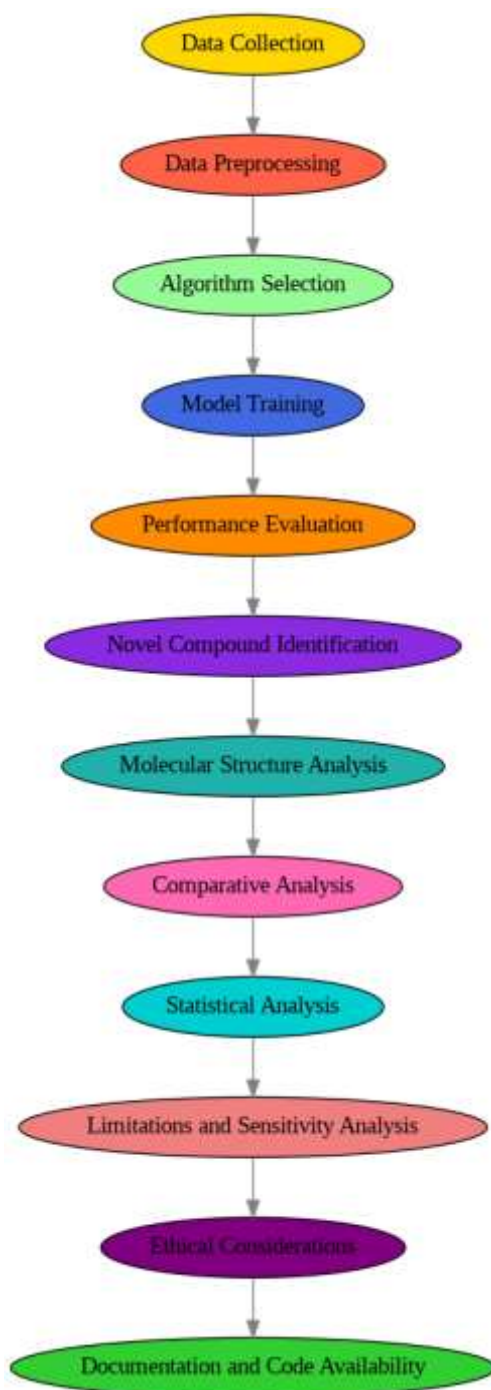 Data Collection
Data Preprocessing
Algorithm Selection
Model Training
Performance Evaluation
Novel Compound Identification
Molecular Structure Analysis
Comparative Analysis
Statistical Analysis
Limitations and Sensitivity Analysis
Ethical Considerations
Documentation and Code Availability